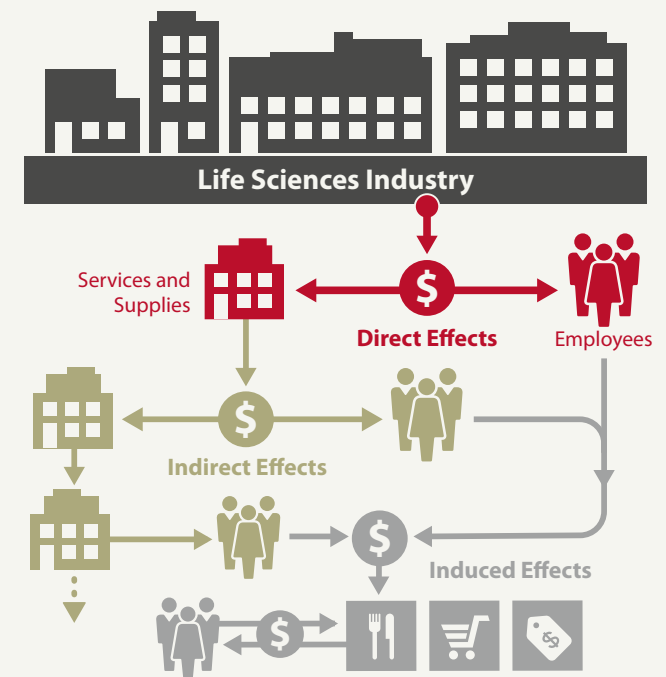 Life Sciences Industry
$
Services and
Supplies
Direct Effects
Employees
$
Indirect Effects
$
Induced Effects
$
$